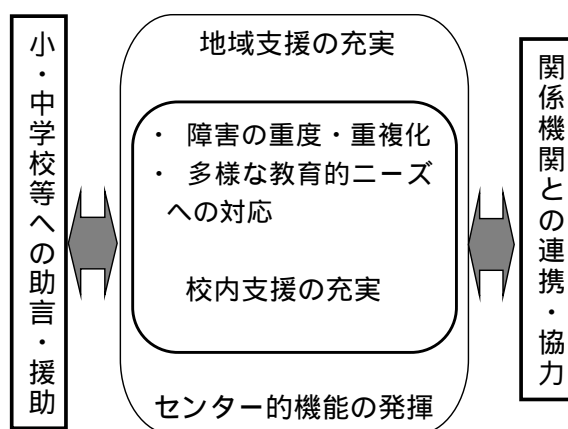 小・中学校等への助言・援助
地域支援の充実
・ 障害の重度・重複化
・ 多様な教育的ニーズ
への対応
校内支援の充実
センター的機能の発揮
関係機関との連携・協力